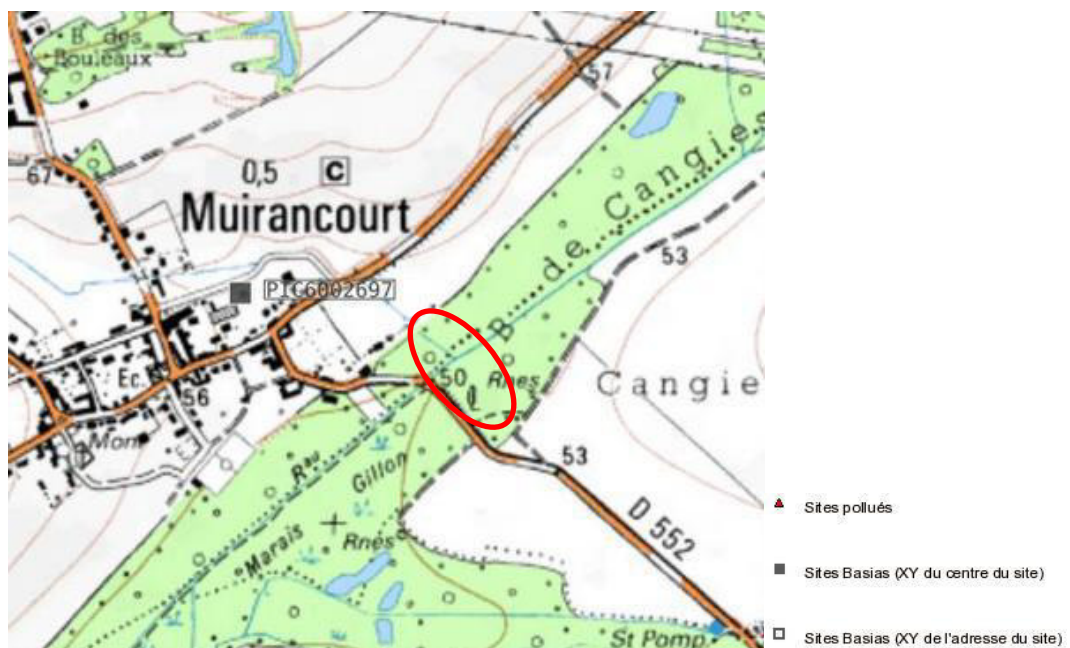 B. des
Bouleaux
57
67
0,5 C
Muirancourt
B. de Cangie
53
PIC6002697
50
Rnes
Cangie
Ec.
56
Mon
53
Rau
Gillon
D 552
Marais
Rnes
St Pomp
Sites pollués
Sites Basias (XY du centre du site)
Sites Basias (XY de l'adresse du site)